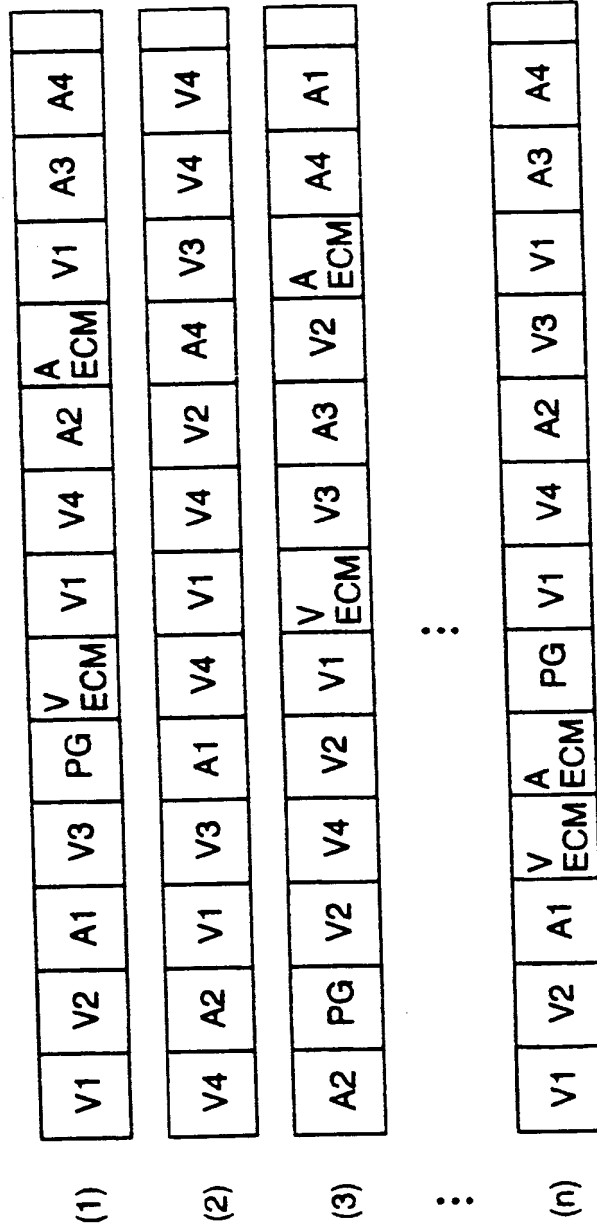 (1) V1 V2 A1 V3 PG V ECM V1 V4 A2 A ECM V1 A3 A4
(2) V4 A2 V1 V3 A1 V4 V1 V4 V2 A4 V3 V4 V4
(3) A2 PG V2 V4 V2 V1 V ECM V3 A3 V2 A ECM A4 A1
(n) V1 V2 A1 V ECM A ECM PG V1 V4 A2 V3 V1 A3 A4